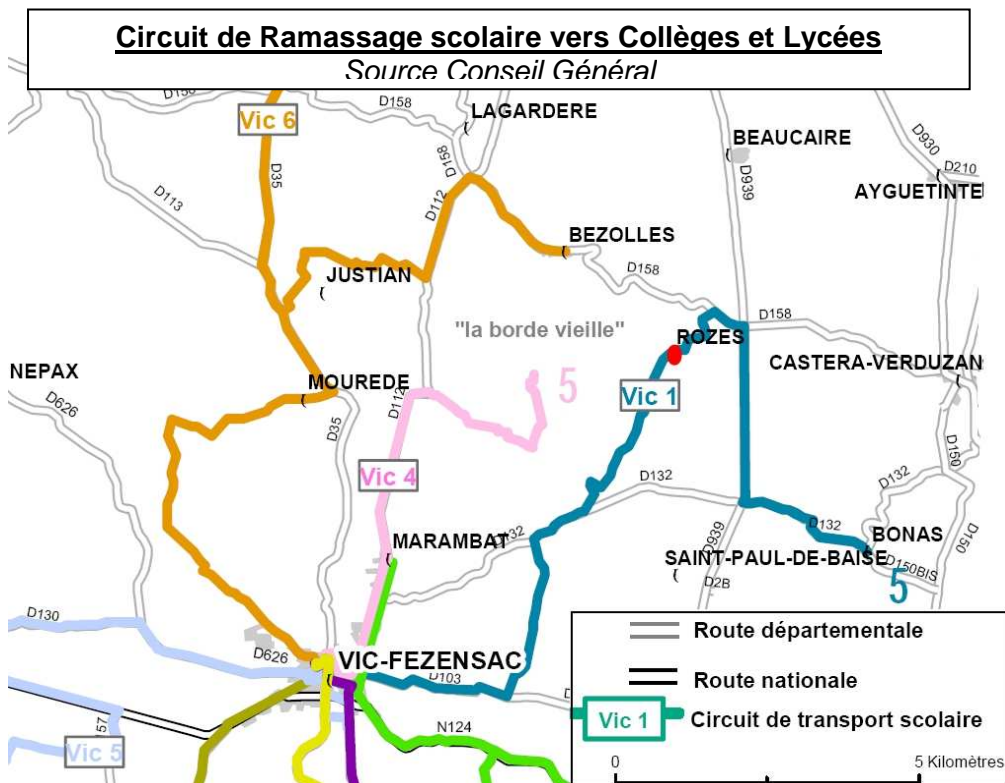 Circuit de Ramassage scolaire vers Collèges et Lycées
Source Conseil Général
D158
LAGARDERE
Vic 6
BEAUCAIRE
D930
D210
AYGUETINTE
D35
D158
D939
D113
D112
BEZOLLES
JUSTIAN
D158
"la borde vieille"
D158
ROZES
NEPAX
MOUREDE
D112
5
Vic 1
CASTERA-VERDUZAN
D626
D35
D150
Vic 4
D132
D132
MARAMBAT
D132
D132
BONAS
D939
SAINT-PAUL-DE-BAISE
D150BIS
D150
D2B
5
D130
D626
VIC-FEZENSAC
D103
Route départementale
Route nationale
N124
Vic 1
Circuit de transport scolaire
157
Vic 5
0
5 Kilomètres